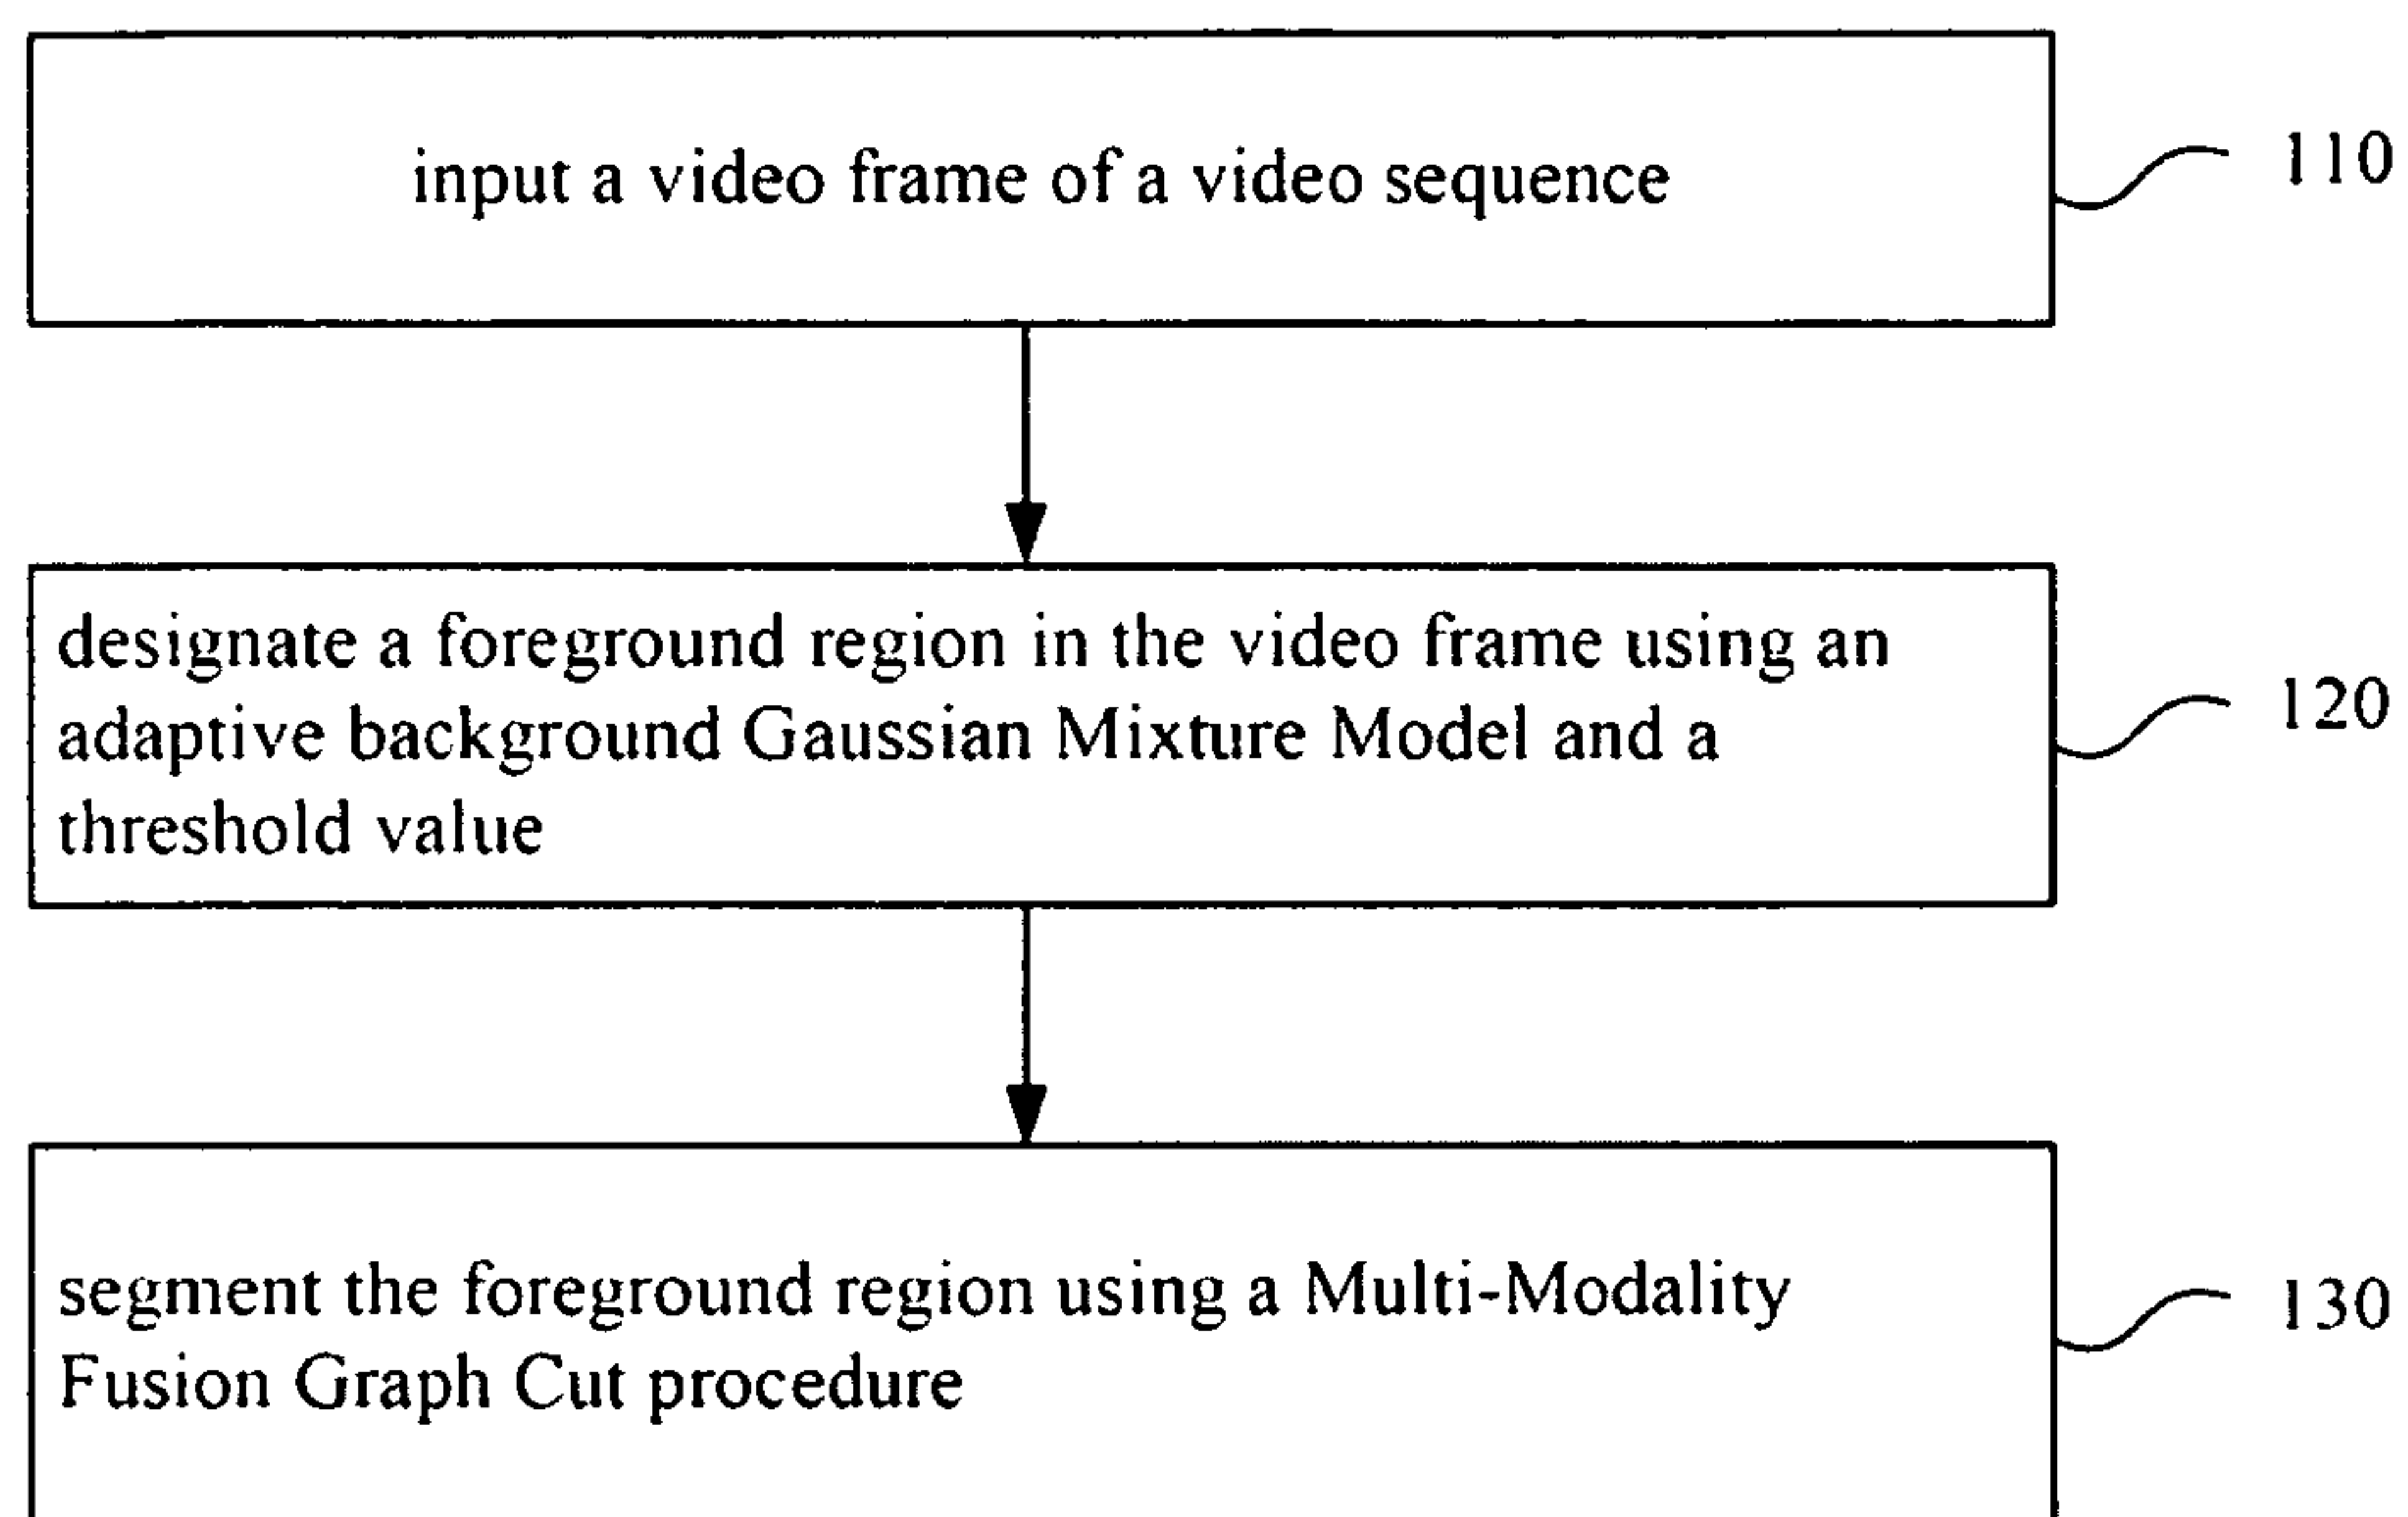 input a video frame of a video sequence
110
designate a foreground region in the video frame using an
adaptive background Gaussian Mixture Model and a
threshold value
120
segment the foreground region using a Multi-Modality
Fusion Graph Cut procedure
130